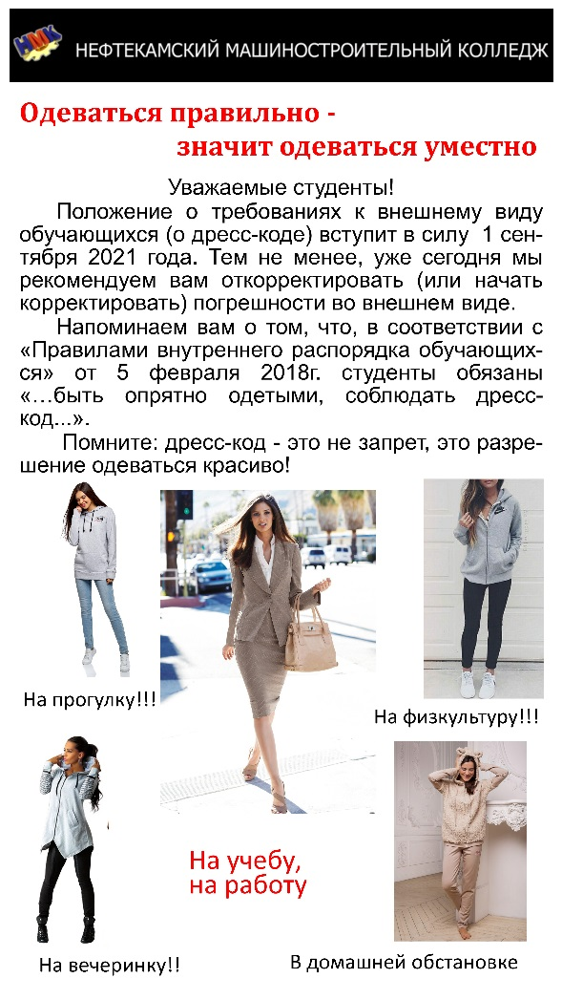 НМК
НЕФТЕКАМСКИЙ МАШИНОСТРОИТЕЛЬНЫЙ КОЛЛЕДЖ
Одеваться правильно -
значит одеваться уместно
Уважаемые студенты!
Положение о требованиях к внешнему виду
обучающихся (о дресс-коде) вступит в силу 1 сен-
тября 2021 года. Тем не менее, уже сегодня мы
рекомендуем вам откорректировать (или начать
корректировать) погрешности во внешнем виде.
Напоминаем вам о том, что, в соответствии с
«Правилами внутреннего распорядка обучающих-
ся» от 5 февраля 2018г. студенты обязаны
«…быть опрятно одетыми, соблюдать дресс-
код...».
Помните: дресс-код - это не запрет, это разре-
шение одеваться красиво!
На прогулку!!!
На физкультуру!!!
На учебу,
на работу
На вечеринку!!
В домашней обстановке